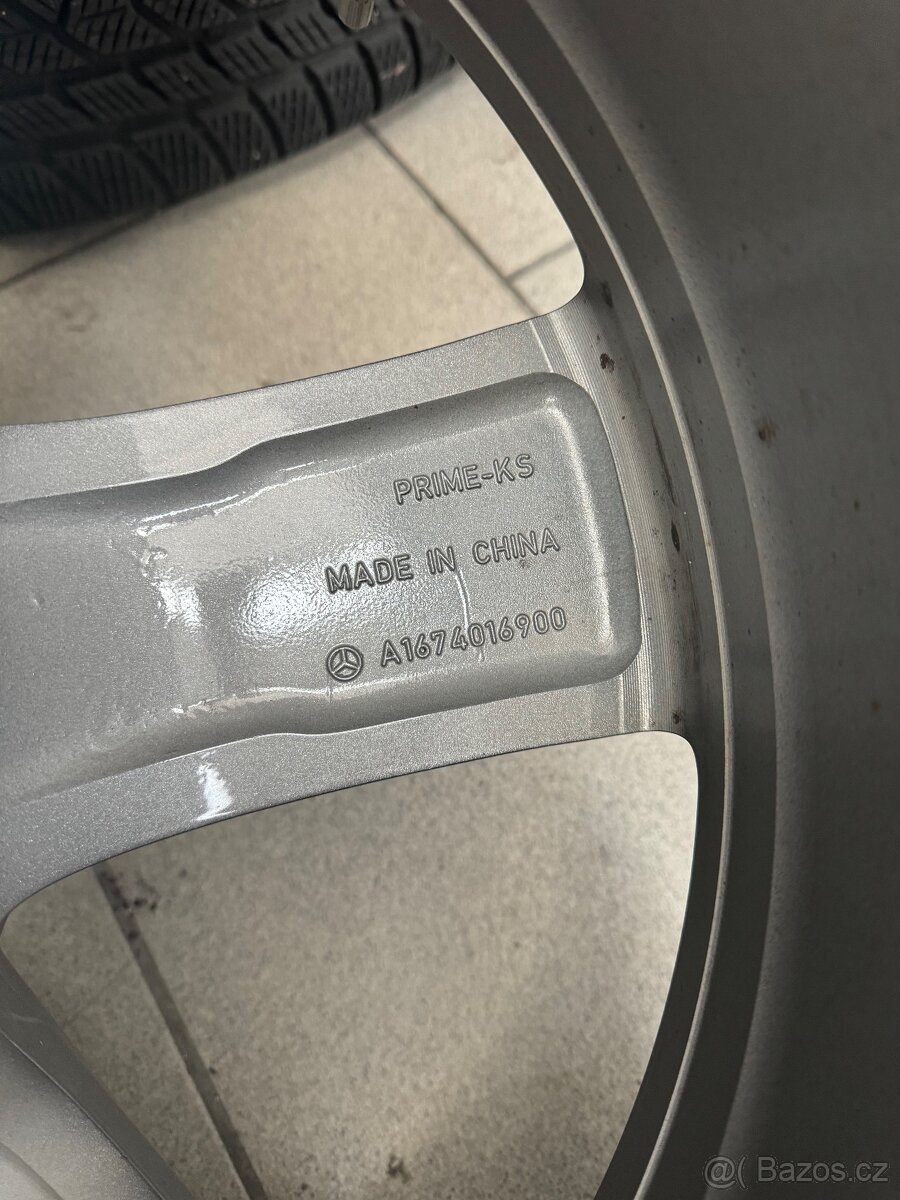 PRIME-KS
MADE IN CHINA
A1674016900
@( Bazos.cz